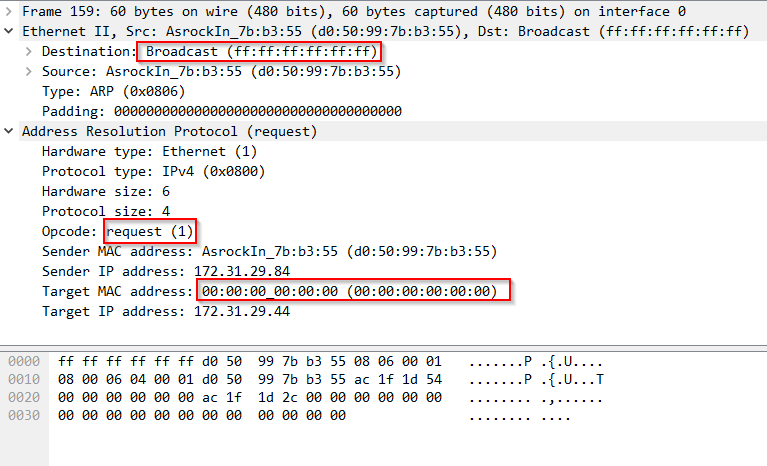 Frame 159: 60 bytes on wire (480 bits), 60 bytes captured (480 bits) on interface 0
Ethernet II, Src: AsrockIn_7b:b3:55 (d0:50:99:7b:b3:55), Dst: Broadcast (ff:ff:ff:ff:ff:ff)
Destination: Broadcast (ff:ff:ff:ff:ff:ff)
Source: AsrockIn_7b:b3:55 (d0:50:99:7b:b3:55)
Type: ARP (0x0806)
Padding: 000000000000000000000000000000000000
Address Resolution Protocol (request)
Hardware type: Ethernet (1)
Protocol type: IPv4 (0x0800)
Hardware size: 6
Protocol size: 4
Opcode: request (1)
Sender MAC address: AsrockIn_7b:b3:55 (d0:50:99:7b:b3:55)
Sender IP address: 172.31.29.84
Target MAC address: 00:00:00_00:00:00 (00:00:00:00:00:00)
Target IP address: 172.31.29.44
0000 ff ff ff ff ff ff d0 50 99 7b b3 55 08 06 00 01 .......P .{.U....
0010 08 00 06 04 00 01 d0 50 99 7b b3 55 ac 1f 1d 54 .......P .{.U...T
0020 00 00 00 00 00 00 ac 1f 1d 2c 00 00 00 00 00 00 ........ .,......
0030 00 00 00 00 00 00 00 00 00 00 00 00 ........ ....